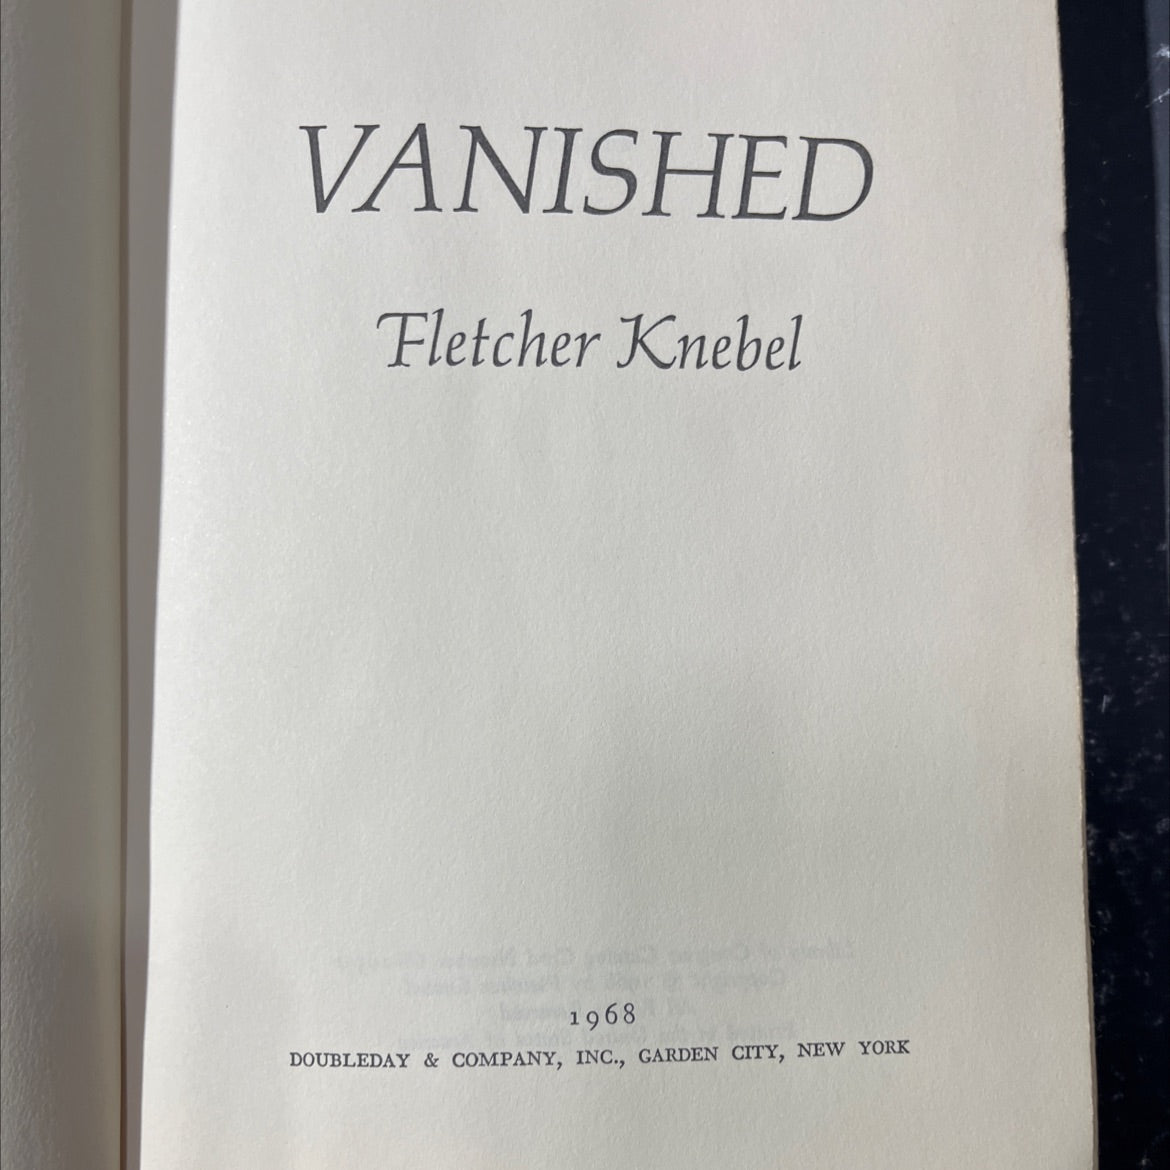 VANISHED
Fletcher Knebel
1968
DOUBLEDAY & COMPANY, INC., GARDEN CITY, NEW YORK